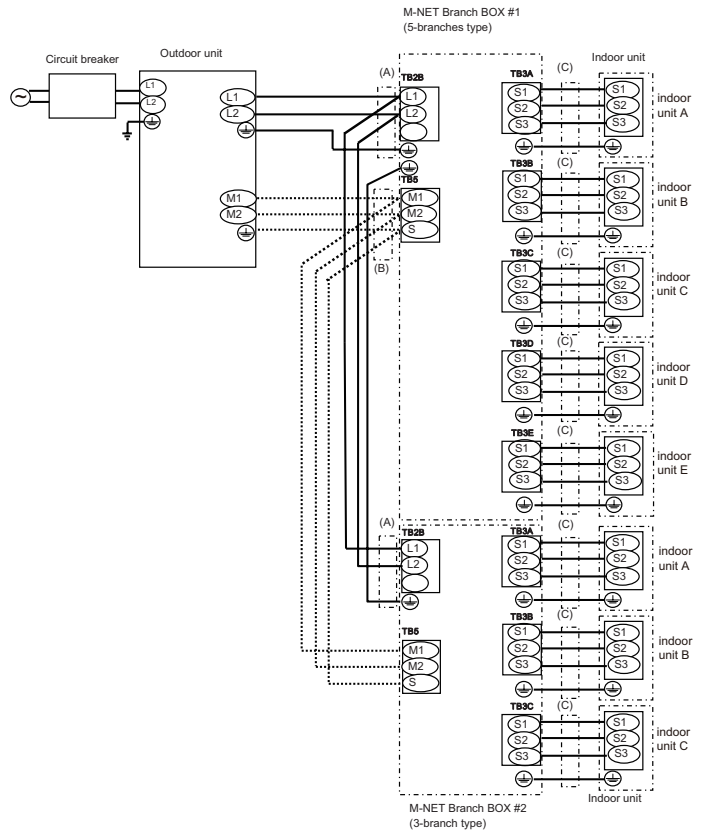 M-NET Branch BOX #1
(5-branches type)
Circuit breaker
Outdoor unit
Indoor unit
L1
L2
L1
L2
M1
M2
(A)
TB2B
L1
L2
TB5
M1
M2
S
(B)
TB3A
(C)
S1
S2
S3
S1
S2
S3
indoor
unit A
TB3B
(C)
S1
S2
S3
S1
S2
S3
indoor
unit B
TB3C
(C)
S1
S2
S3
S1
S2
S3
indoor
unit C
TB3D
(C)
S1
S2
S3
S1
S2
S3
indoor
unit D
TB3E
(C)
S1
S2
S3
S1
S2
S3
indoor
unit E
(A)
TB2B
L1
L2
TB5
M1
M2
S
TB3A
(C)
S1
S2
S3
S1
S2
S3
indoor
unit A
TB3B
(C)
S1
S2
S3
S1
S2
S3
indoor
unit B
TB3C
(C)
S1
S2
S3
S1
S2
S3
indoor
unit C
Indoor unit
M-NET Branch BOX #2
(3-branch type)